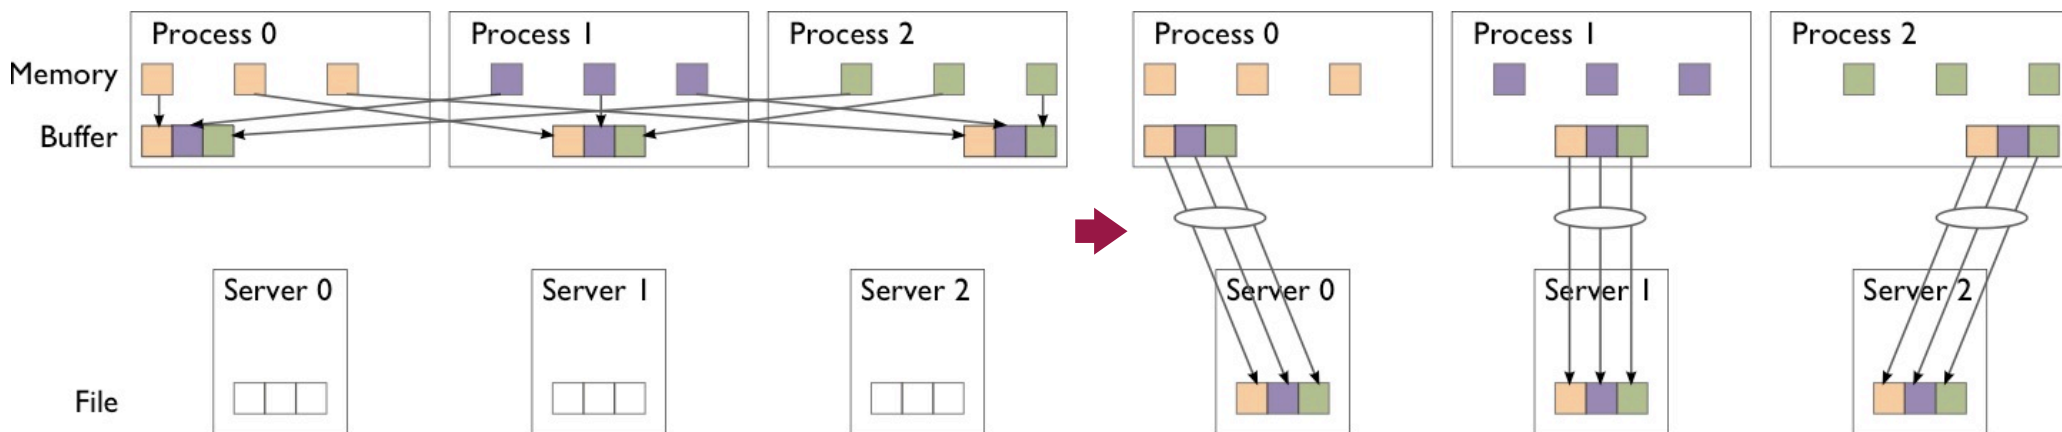 Process 0
Process 1
Process 2
Process 0
Process 1
Process 2
Memory
Buffer
Server 0
Server 1
Server 2
Server 0
Server 1
Server 2
File